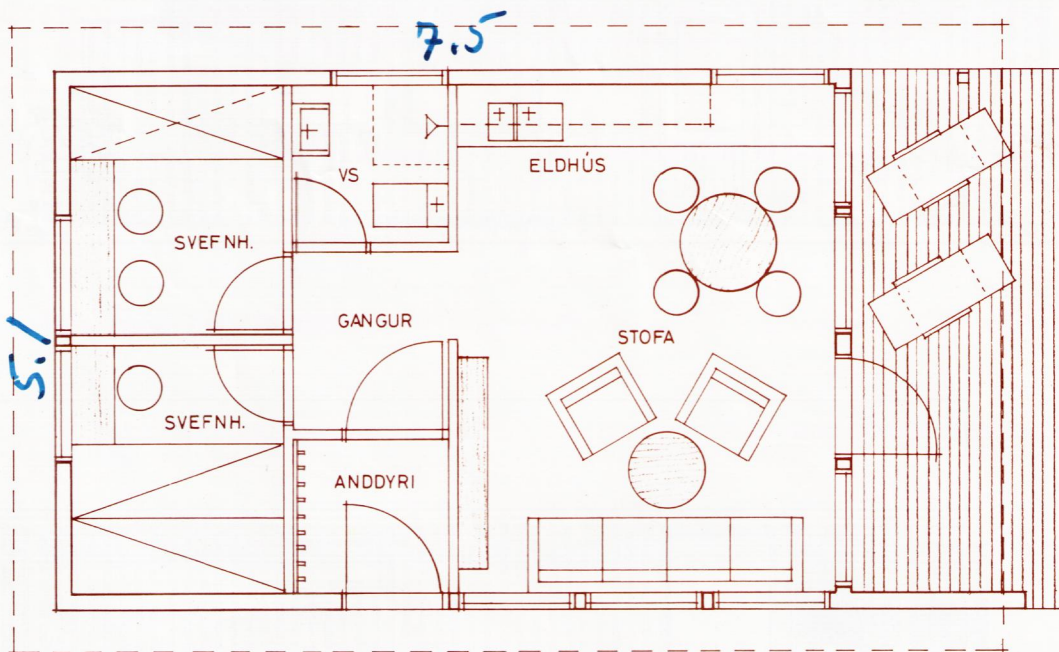 7.5
ELDHÚS
VS
SVEFNH.
GANGUR
STOFA
5.1
SVEFNH.
ANDDYRI